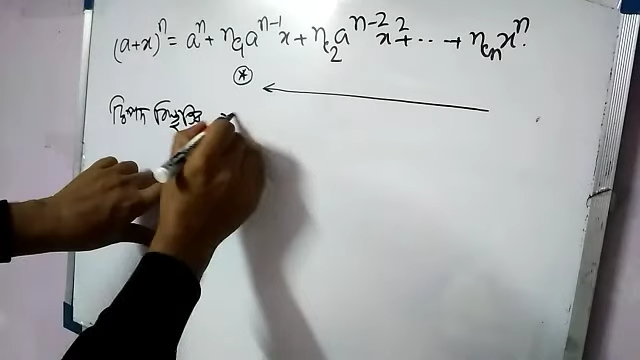 (a+x)ⁿ = aⁿ + ⁿC₁aⁿ⁻¹x + ⁿC₂aⁿ⁻²x² + ... + ⁿCₙxⁿ.
*
দ্বিপদ বিস্তৃতির